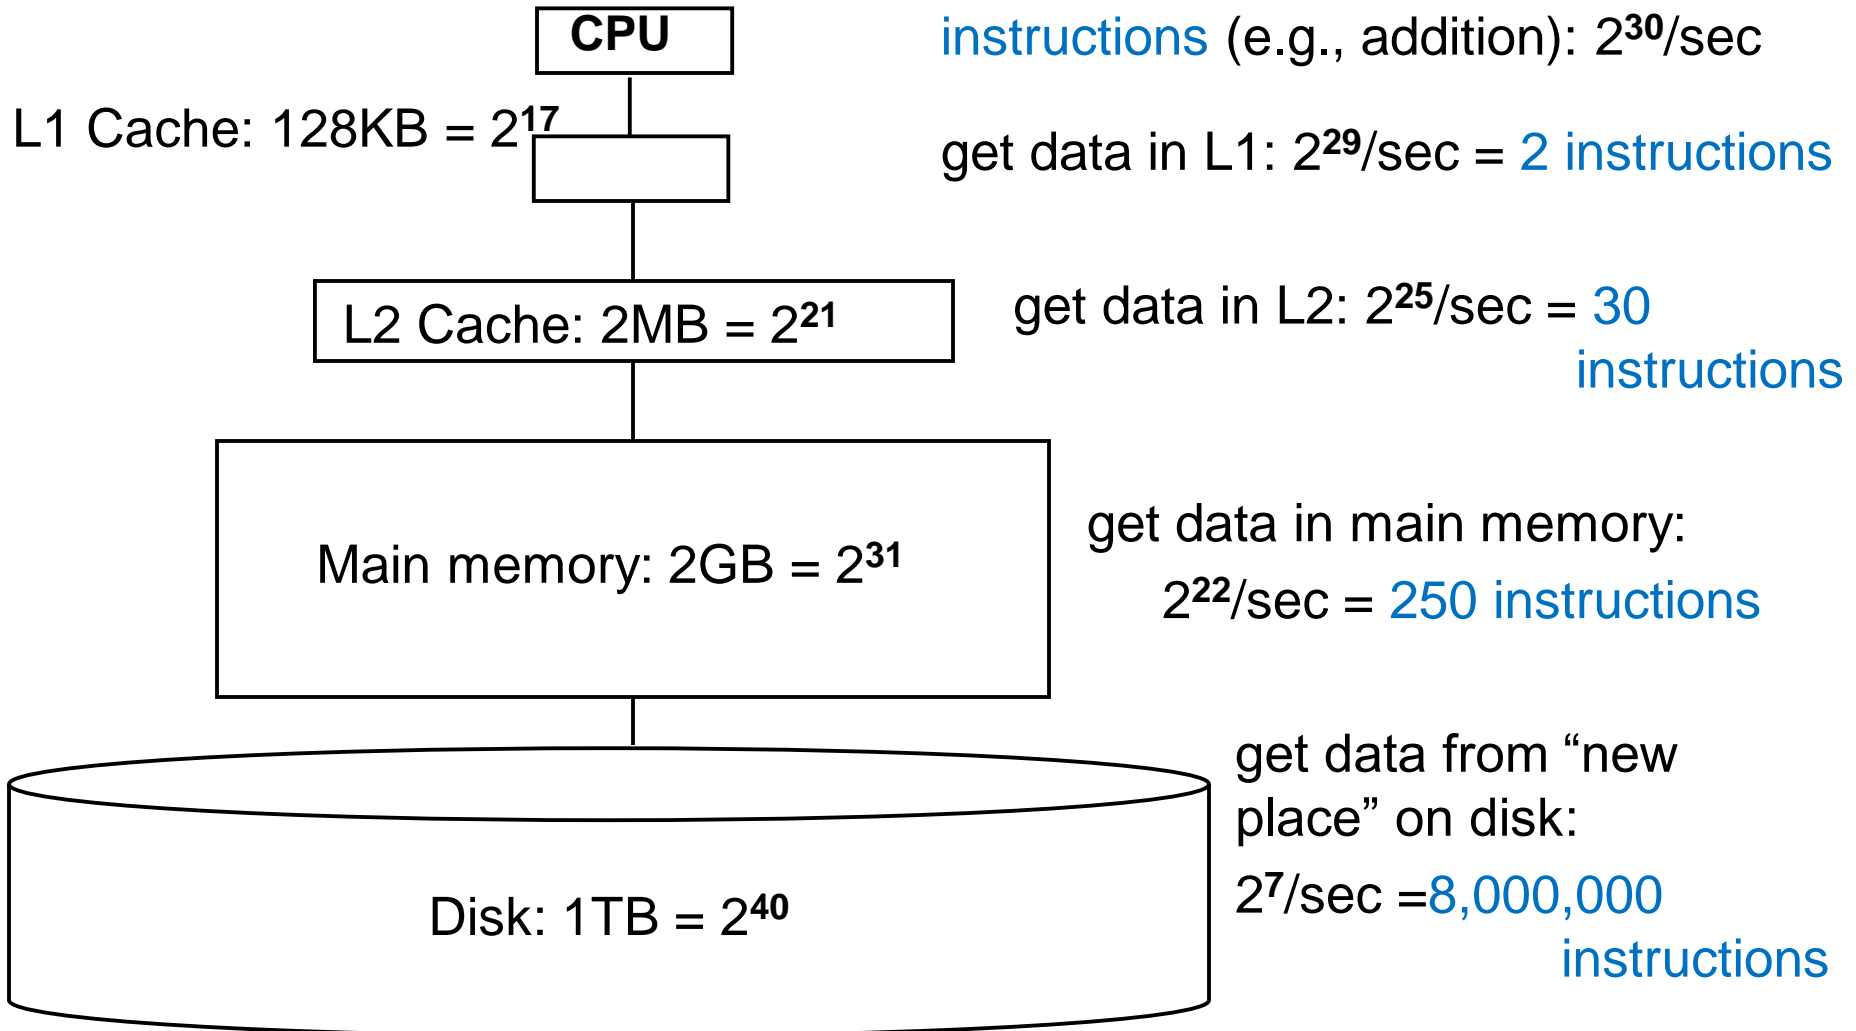 CPU
instructions (e.g., addition): 2³⁰/sec
L1 Cache: 128KB = 2¹⁷
get data in L1: 2²⁹/sec = 2 instructions
L2 Cache: 2MB = 2²¹
get data in L2: 2²⁵/sec = 30
instructions
Main memory: 2GB = 2³¹
get data in main memory:
2²²/sec = 250 instructions
get data from “new
place” on disk:
2⁷/sec =8,000,000
instructions
Disk: 1TB = 2⁴⁰